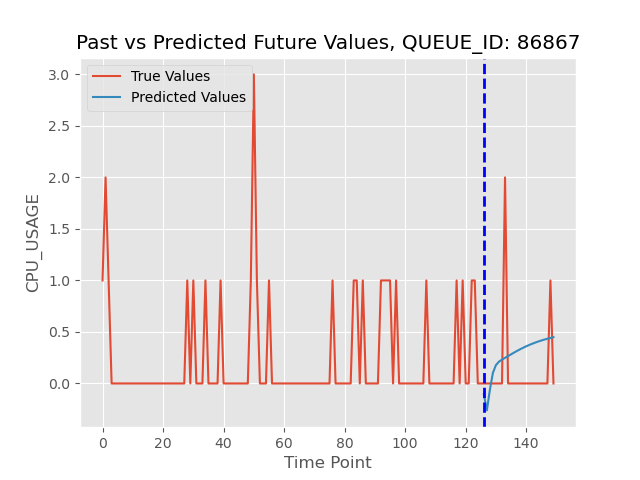 Past vs Predicted Future Values, QUEUE_ID: 86867
True Values
Predicted Values
3.0
2.5
2.0
1.5
1.0
0.5
0.0
CPU_USAGE
0 20 40 60 80 100 120 140
Time Point